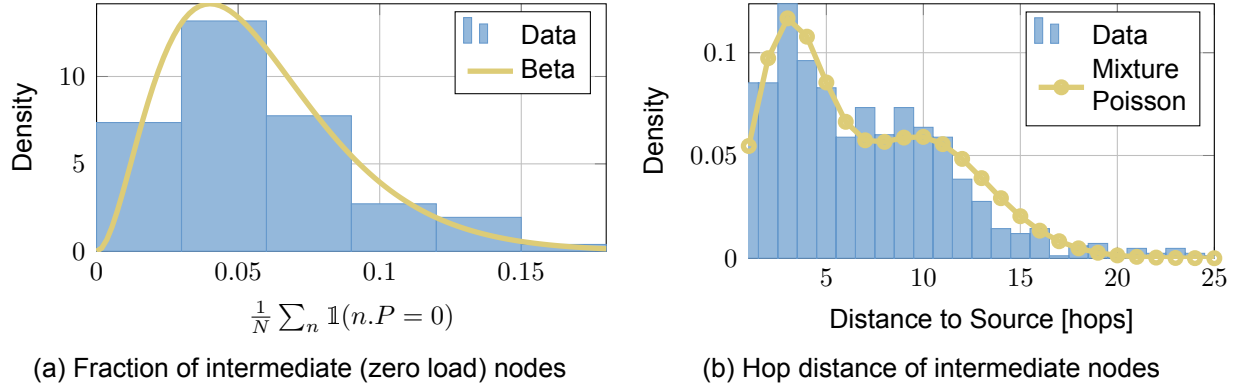 10
5
0
Density
Data
Beta
0
0.05
0.1
0.15
1/N ∑ₙ 𝟙(n.P = 0)
(a) Fraction of intermediate (zero load) nodes
0.1
0.05
0
Density
Data
Mixture
Poisson
5
10
15
20
25
Distance to Source [hops]
(b) Hop distance of intermediate nodes